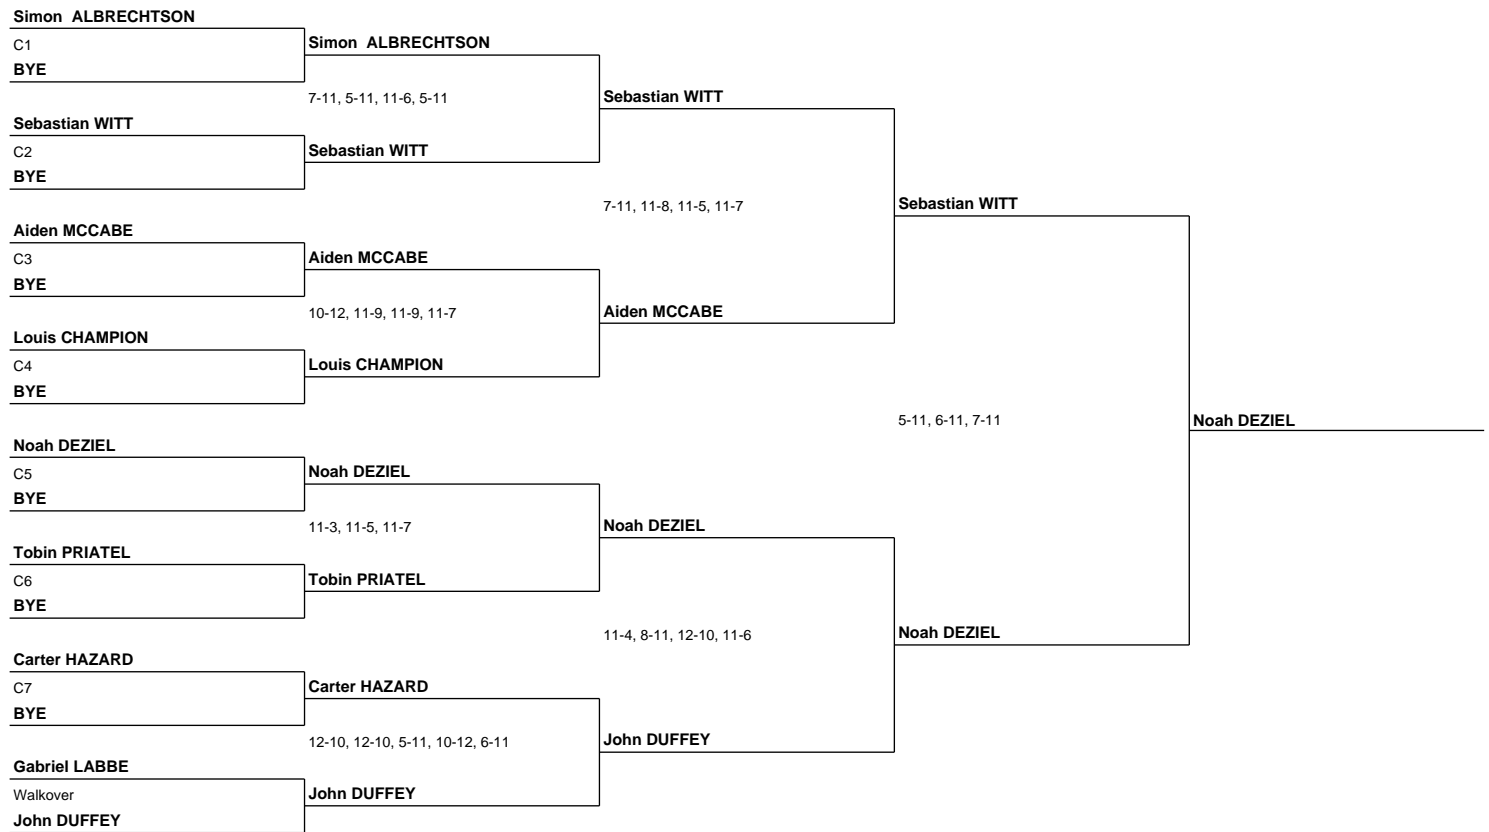 Simon  ALBRECHTSON
C1
BYE
Simon  ALBRECHTSON
7-11, 5-11, 11-6, 5-11
Sebastian WITT
C2
BYE
Sebastian WITT
Sebastian WITT
7-11, 11-8, 11-5, 11-7
Aiden MCCABE
C3
BYE
Aiden MCCABE
10-12, 11-9, 11-9, 11-7
Louis CHAMPION
C4
BYE
Louis CHAMPION
Aiden MCCABE
Sebastian WITT
5-11, 6-11, 7-11
Noah DEZIEL
Noah DEZIEL
C5
BYE
Noah DEZIEL
11-3, 11-5, 11-7
Tobin PRIATEL
C6
BYE
Tobin PRIATEL
Noah DEZIEL
11-4, 8-11, 12-10, 11-6
Noah DEZIEL
Carter HAZARD
C7
BYE
Carter HAZARD
12-10, 12-10, 5-11, 10-12, 6-11
Gabriel LABBE
Walkover
John DUFFEY
John DUFFEY
John DUFFEY